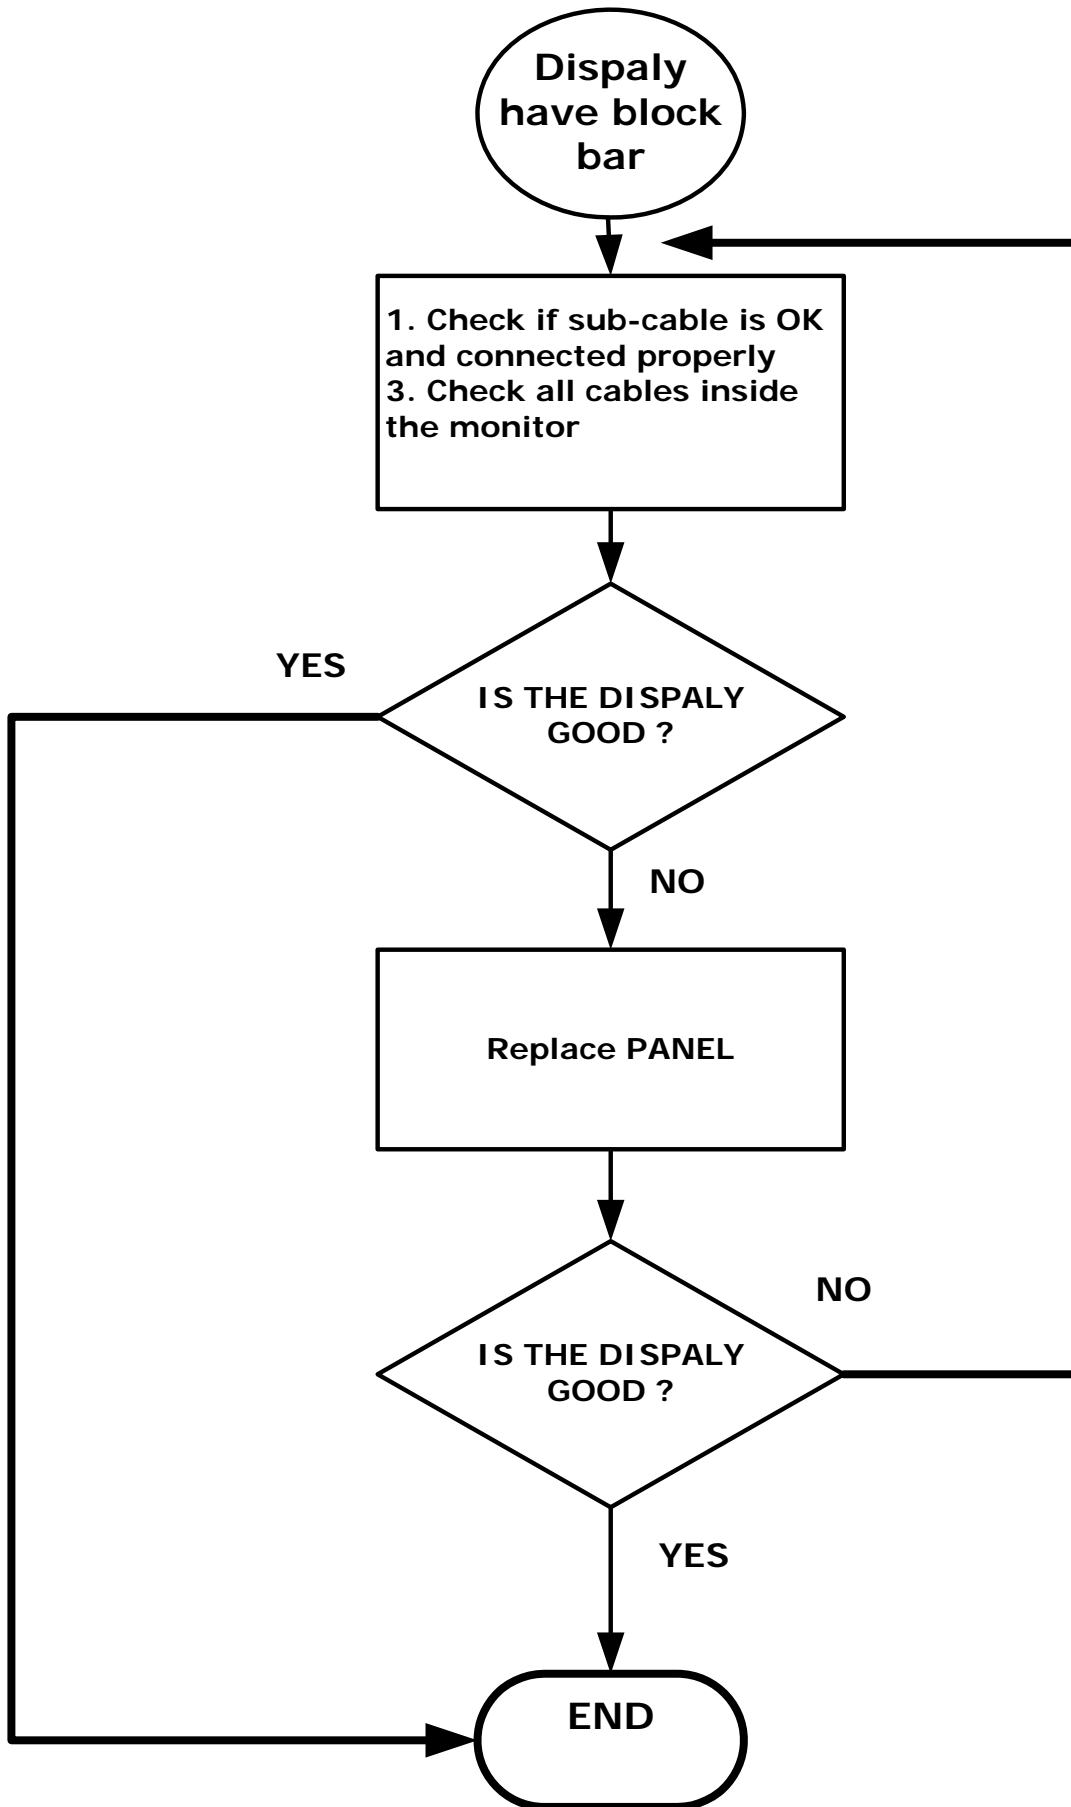 Dispaly
have block
bar
1. Check if sub-cable is OK
and connected properly
3. Check all cables inside
the monitor
YES
IS THE DISPALY
GOOD ?
NO
Replace PANEL
NO
IS THE DISPALY
GOOD ?
YES
END